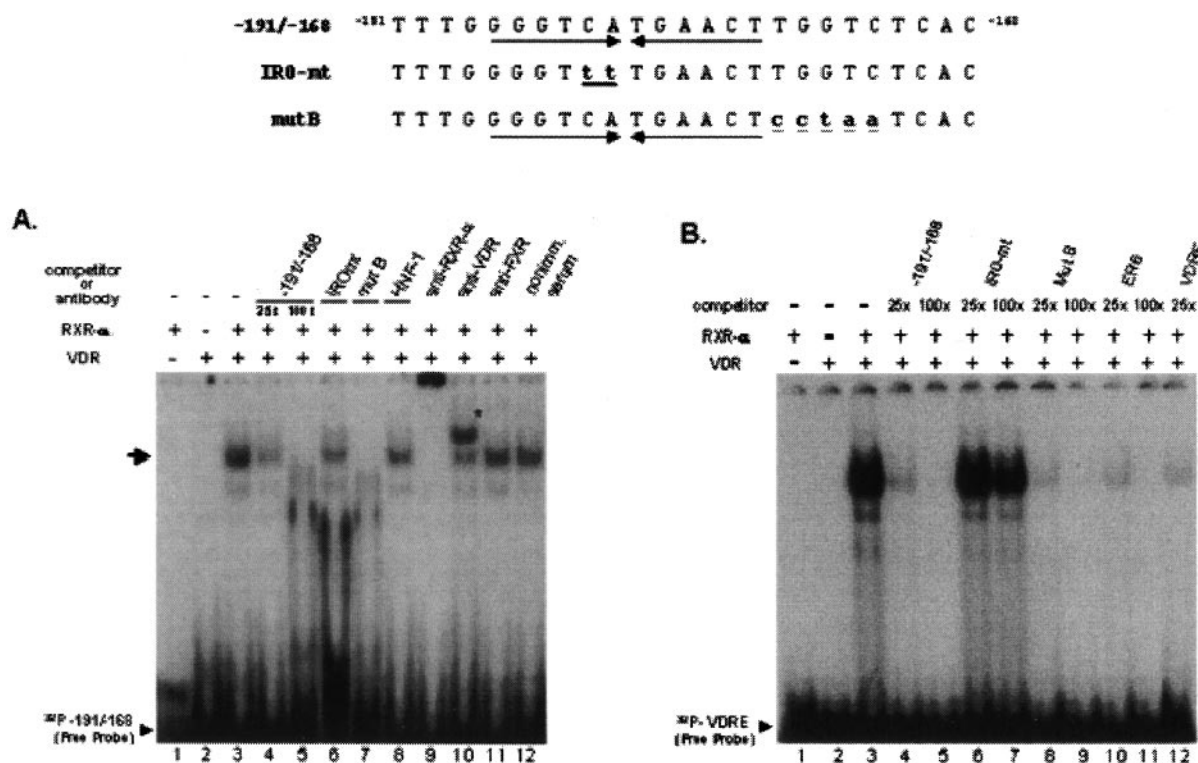 -191/-168 -191 T T T G G G G T C A T G A A C T T G G T C T C A C -168
IR0-mt T T T G G G G T t t T G A A C T T G G T C T C A C
mutB T T T G G G G T C A T G A A C T c c t a a T C A C
A.
competitor or antibody - - - -191/-168 IR0mt mut B HNF-1 anti-RXR-α anti-VDR anti-FXR nonimm. serum
25x 100x
RXR-α + - + + + + + + + + + +
VDR - + + + + + + + + + + +
*
32P -191/-168
(Free Probe)
1 2 3 4 5 6 7 8 9 10 11 12
B.
-191/-168 IR0-mt Mut B ER6 VDRE
competitor - - - 25x 100x 25x 100x 25x 100x 25x 100x 25x
RXR-α + - + + + + + + + + + +
VDR - + + + + + + + + + + +
32P- VDRE
(Free Probe)
1 2 3 4 5 6 7 8 9 10 11 12